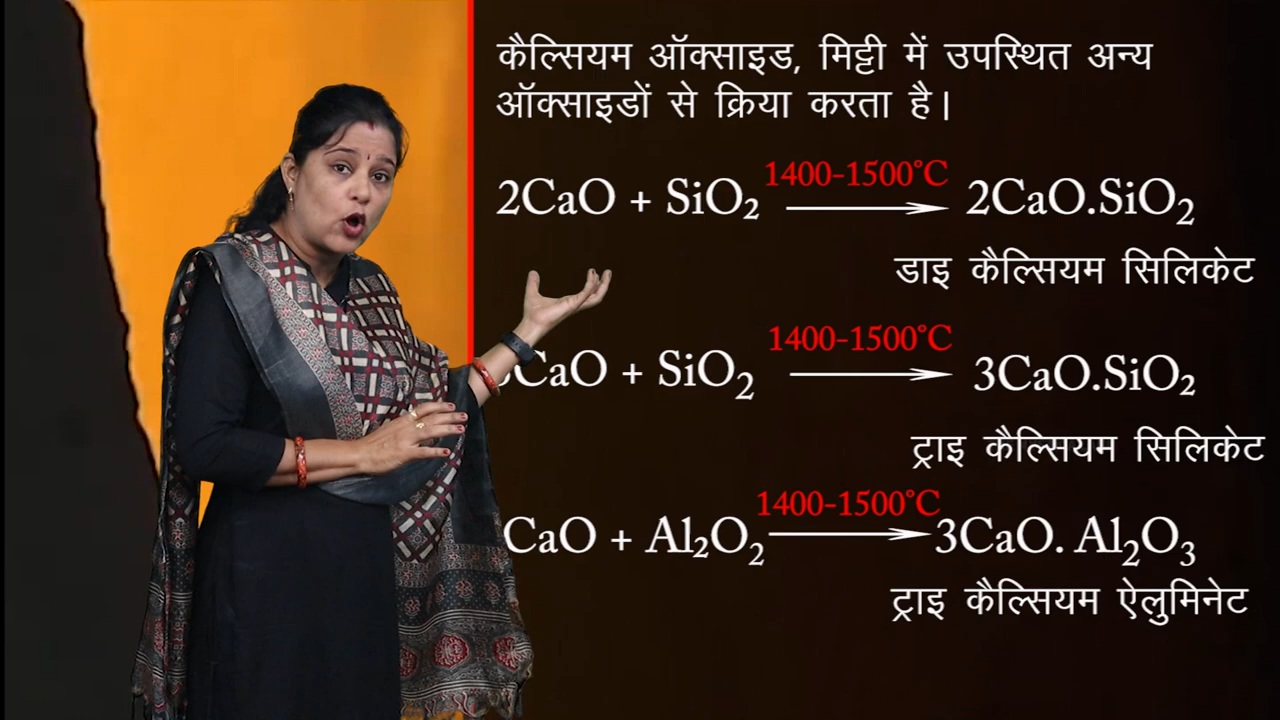 कैल्सियम ऑक्साइड, मिट्टी में उपस्थित अन्य
ऑक्साइडों से क्रिया करता है।
1400-1500°C
2CaO + SiO₂ → 2CaO.SiO₂
डाइ कैल्सियम सिलिकेट
1400-1500°C
CaO + SiO₂ → 3CaO.SiO₂
ट्राइ कैल्सियम सिलिकेट
1400-1500°C
CaO + Al₂O₂ → 3CaO. Al₂O₃
ट्राइ कैल्सियम ऐलुमिनेट